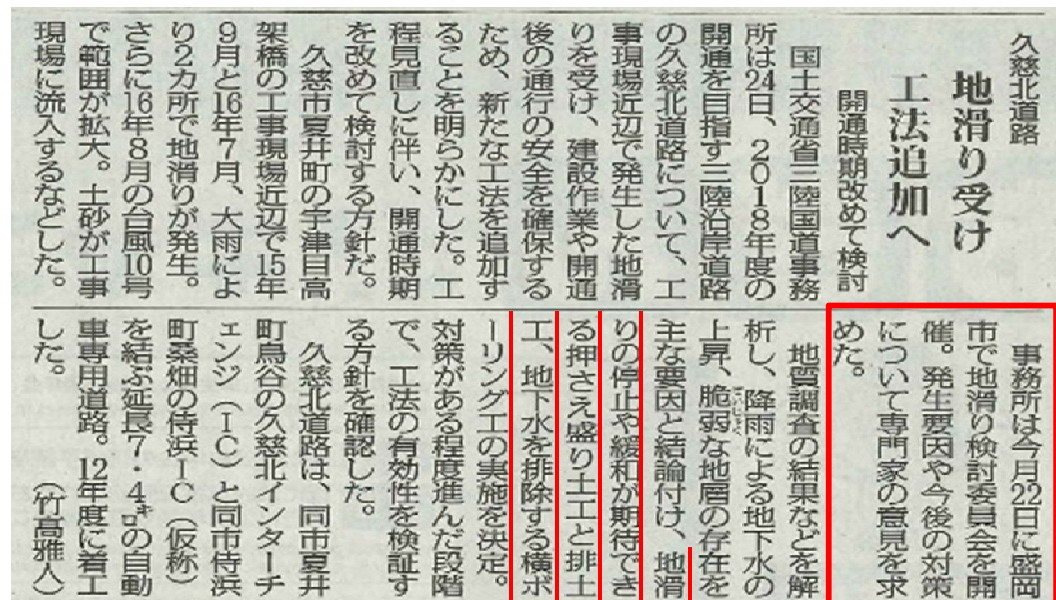 久慈北道路
地滑り受け
工法追加へ
開通時期改めて検討
国土交通省三陸国道事務
所は24日、2018年度の
開通を目指す三陸沿岸道路
の久慈北道路について、工
事現場近辺で発生した地滑
りを受け、建設作業や開通
後の通行の安全を確保する
ため、新たな工法を追加す
ることを明らかにした。工
程見直しに伴い、開通時期
を改めて検討する方針だ。
久慈市夏井町の宇津目高
架橋の工事現場近辺で15年
9月と16年7月、大雨によ
り2カ所で地滑りが発生。
さらに16年8月の台風10号
で範囲が拡大。土砂が工事
現場に流入するなどした。
事務所は今月22日に盛岡
市で地滑り検討委員会を開
催。発生要因や今後の対策
について専門家の意見を求
めた。
地質調査の結果などを解
析し、降雨による地下水の
上昇、脆弱な地層の存在を
主な要因と結論付け、地滑
りの停止や緩和が期待でき
る押さえ盛り土工と排土
工、地下水を排除する横ボ
ーリング工の実施を決定。
対策がある程度進んだ段階
で、工法の有効性を検証す
る方針を確認した。
久慈北道路は、同市夏井
町鳥谷の久慈北インターチ
ェンジ（IC）と同市侍浜
町桑畑の侍浜IC（仮称）
を結ぶ延長7・4㌔の自動
車専用道路。12年度に着工
した。
（竹高雅人）